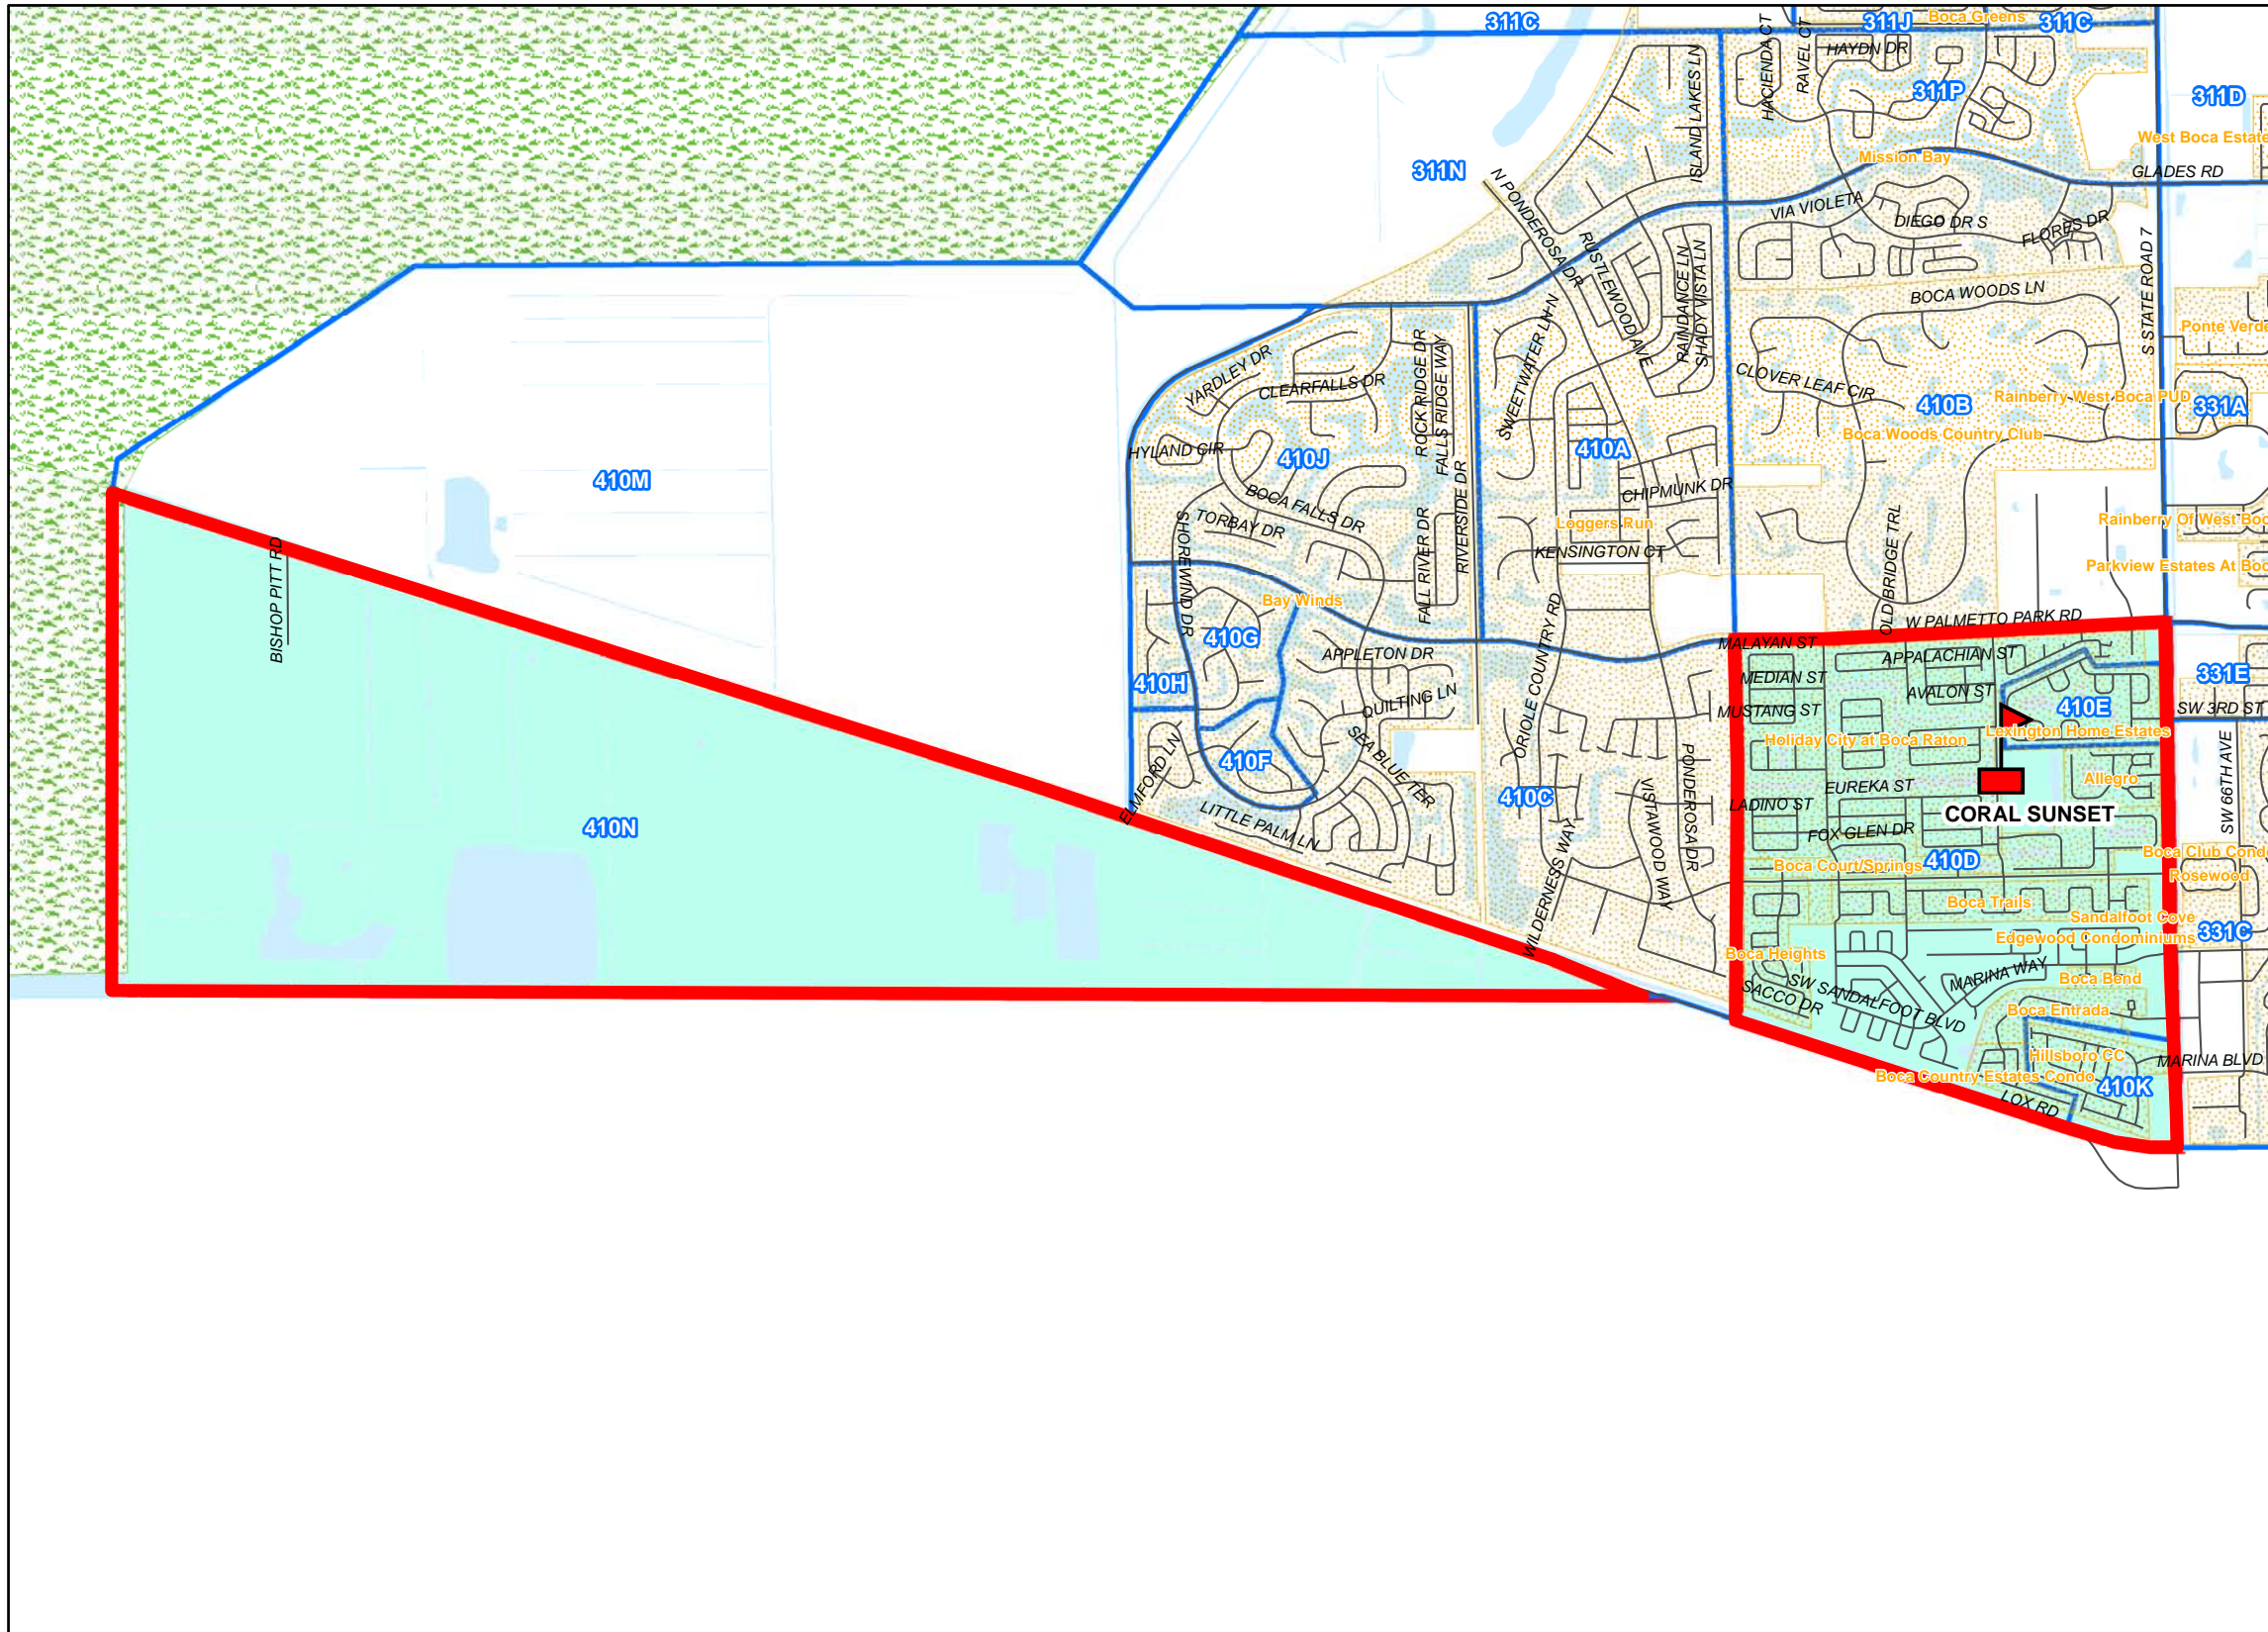 311C
311J
Boca Greens
311C
HACIENDA CT
RAVEL CT
HAYDN DR
311P
311D
ISLAND LAKES LN
West Boca Estate
Mission Bay
311N
GLADES RD
N PONDEROSA DR
VIA VIOLETA
DIEGO DR S
FLORES DR
RUSTLEWOOD AVE
RAINDANCE LN
SHADY VISTA LN
S STATE ROAD 7
BOCA WOODS LN
Ponte Verde
YARDLEY DR
CLEARFALLS DR
ROCK RIDGE DR
FALLS RIDGE WAY
SWEETWATER LN N
CLOVER LEAF CIR
410B
Rainberry West Boca PUD
331A
Boca Woods Country Club
HYLAND CIR
410J
410A
410M
BOCA FALLS DR
CHIPMUNK DR
TORBAY DR
SHOREWIND DR
FALL RIVER DR
RIVERSIDE DR
Loggers Run
KENSINGTON CT
OLD BRIDGE TRL
Rainberry Of West Boc
Parkview Estates At Boc
BISHOP PITT RD
Bay Winds
410G
W PALMETTO PARK RD
MALAYAN ST
APPLETON DR
APPALACHIAN ST
ORIOLE COUNTRY RD
410H
MEDIAN ST
331E
AVALON ST
QUILTING LN
MUSTANG ST
410E
SW 3RD ST
Lexington Home Estates
Holiday City at Boca Raton
SEA BLUE TER
ELMFORD LN
410F
PONDEROSA DR
VISTAWOOD WAY
Allegro
SW 66TH AVE
EUREKA ST
410C
LADINO ST
CORAL SUNSET
410N
LITTLE PALM LN
FOX GLEN DR
WILDERNESS WAY
Boca Court/Springs
410D
Boca Club Cond
Rosewood
Boca Trails
Sandalfoot Cove
331C
Edgewood Condominiums
Boca Heights
MARINA WAY
Boca Bend
SACCO DR
SW SANDALFOOT BLVD
Boca Entrada
Hillsboro CC
MARINA BLVD
Boca Country Estates Condo
410K
LOX RD